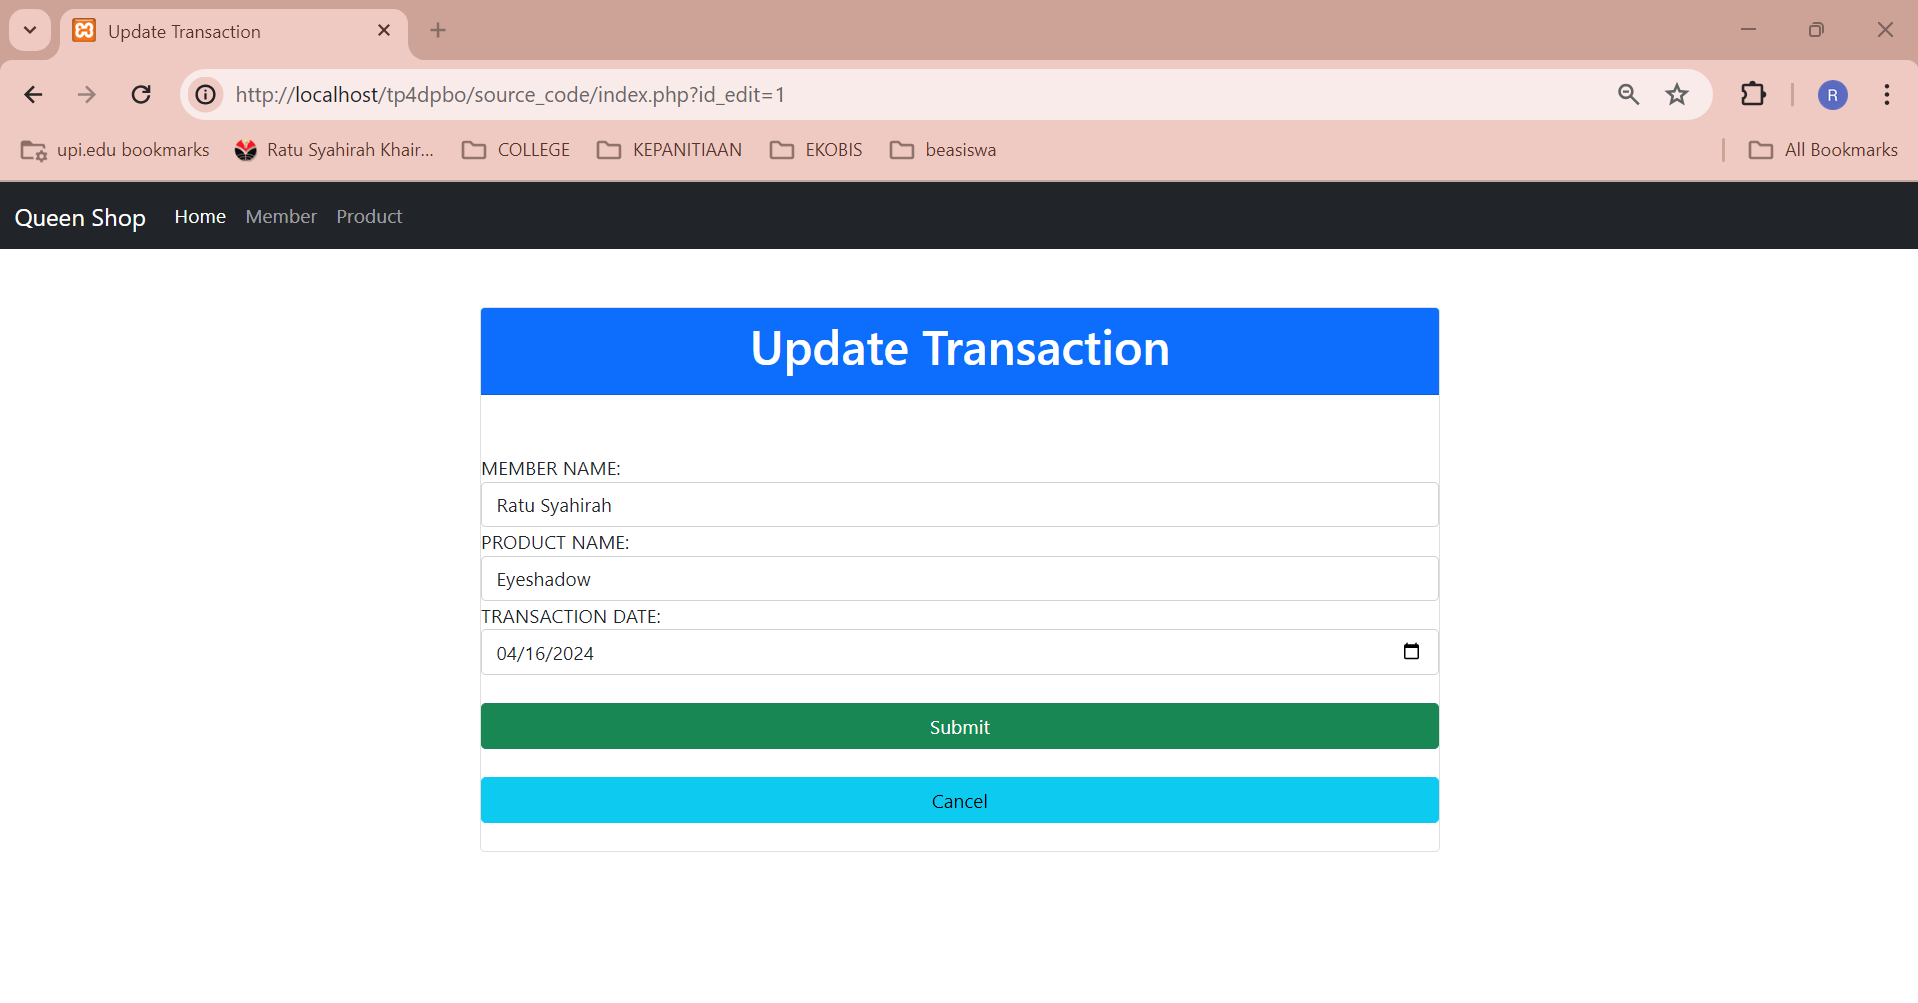 Update Transaction
http://localhost/tp4dpbo/source_code/index.php?id_edit=1
R
upi.edu bookmarks Ratu Syahirah Khair... COLLEGE KEPANITIAAN EKOBIS beasiswa All Bookmarks
Queen Shop Home Member Product
Update Transaction
MEMBER NAME:
Ratu Syahirah
PRODUCT NAME:
Eyeshadow
TRANSACTION DATE:
04/16/2024
Submit
Cancel